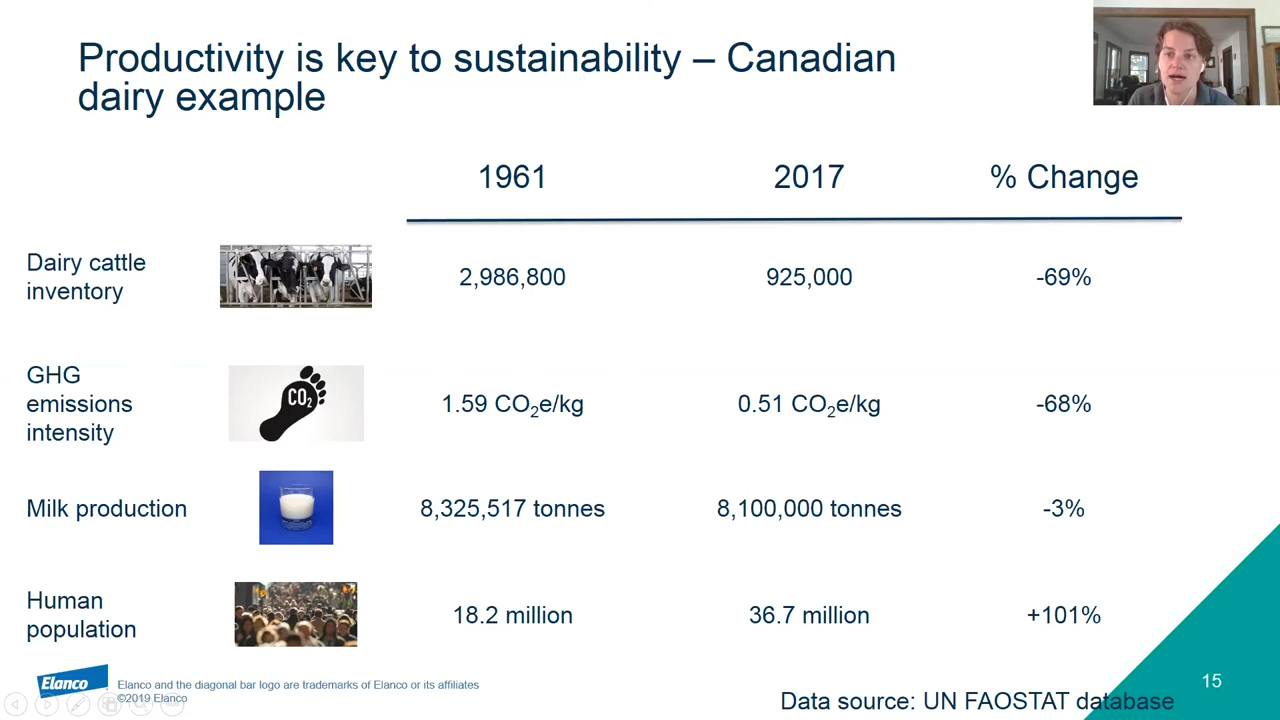 Productivity is key to sustainability – Canadian
dairy example
1961 2017 % Change
Dairy cattle
inventory
2,986,800 925,000 -69%
GHG
emissions
intensity
CO2
1.59 CO₂e/kg 0.51 CO₂e/kg -68%
Milk production 8,325,517 tonnes 8,100,000 tonnes -3%
Human
population
18.2 million 36.7 million +101%
Elanco
Elanco and the diagonal bar logo are trademarks of Elanco or its affiliates
©2019 Elanco
15
Data source: UN FAOSTAT database